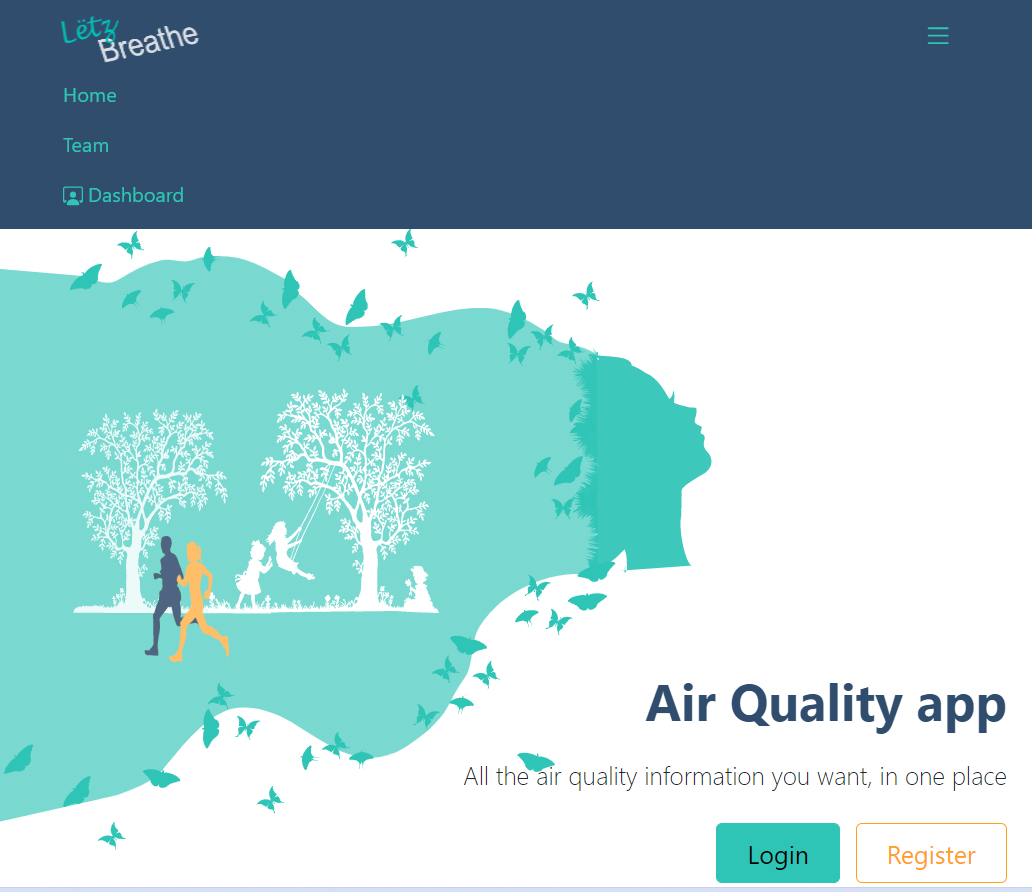 Lëtz
Breathe
Home
Team
Dashboard
Air Quality app
All the air quality information you want, in one place
Login
Register